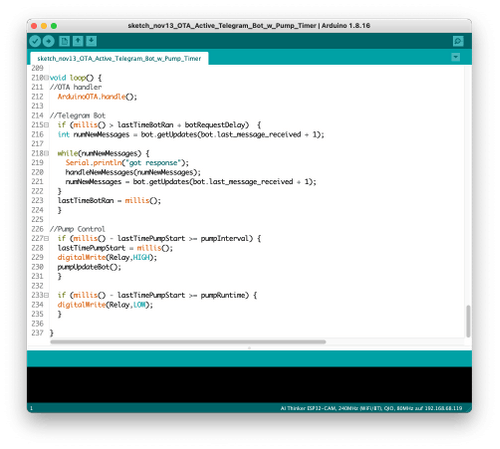 sketch_nov13_OTA_Active_Telegram_Bot_w_Pump_Timer | Arduino 1.8.16
sketch_nov13_OTA_Active_Telegram_Bot_w_Pump_Timer
209
210 void loop() {
211 //OTA handler
212 ArduinoOTA.handle();
213
214 //Telegram Bot
215 if (millis() > lastTimeBotRan + botRequestDelay) {
216 int numNewMessages = bot.getUpdates(bot.last_message_received + 1);
217
218 while(numNewMessages) {
219 Serial.println("got response");
220 handleNewMessages(numNewMessages);
221 numNewMessages = bot.getUpdates(bot.last_message_received + 1);
222 }
223 lastTimeBotRan = millis();
224 }
225
226 //Pump Control
227 if (millis() - lastTimePumpStart >= pumpInterval) {
228 lastTimePumpStart = millis();
229 digitalWrite(Relay,HIGH);
230 pumpUpdateBot();
231 }
232
233 if (millis() - lastTimePumpStart >= pumpRuntime) {
234 digitalWrite(Relay,LOW);
235 }
236
237 }
1
AI Thinker ESP32-CAM, 240MHz (WiFi/BT), QIO, 80MHz auf 192.168.68.119